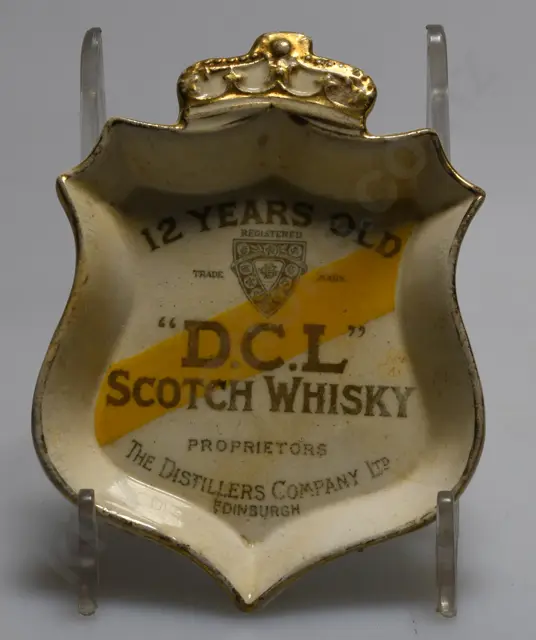 12 YEARS OLD
REGISTERED
TRADE MARK
"D.C.L"
SCOTCH WHISKY
PROPRIETORS
THE DISTILLERS COMPANY LTD
EDINBURGH